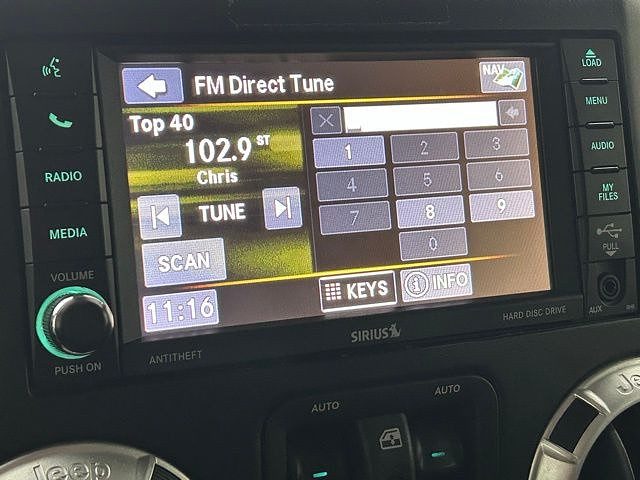 FM Direct Tune
NAV
Top 40
102.9 ST
Chris
TUNE
SCAN
11:16
1 2 3
4 5 6
7 8 9
0
KEYS
INFO
RADIO
MEDIA
VOLUME
PUSH ON
LOAD
MENU
AUDIO
MY
FILES
PULL
AUX
ANTITHEFT
SIRIUS
HARD DISC DRIVE
AUTO
AUTO
Jeep
Jeep